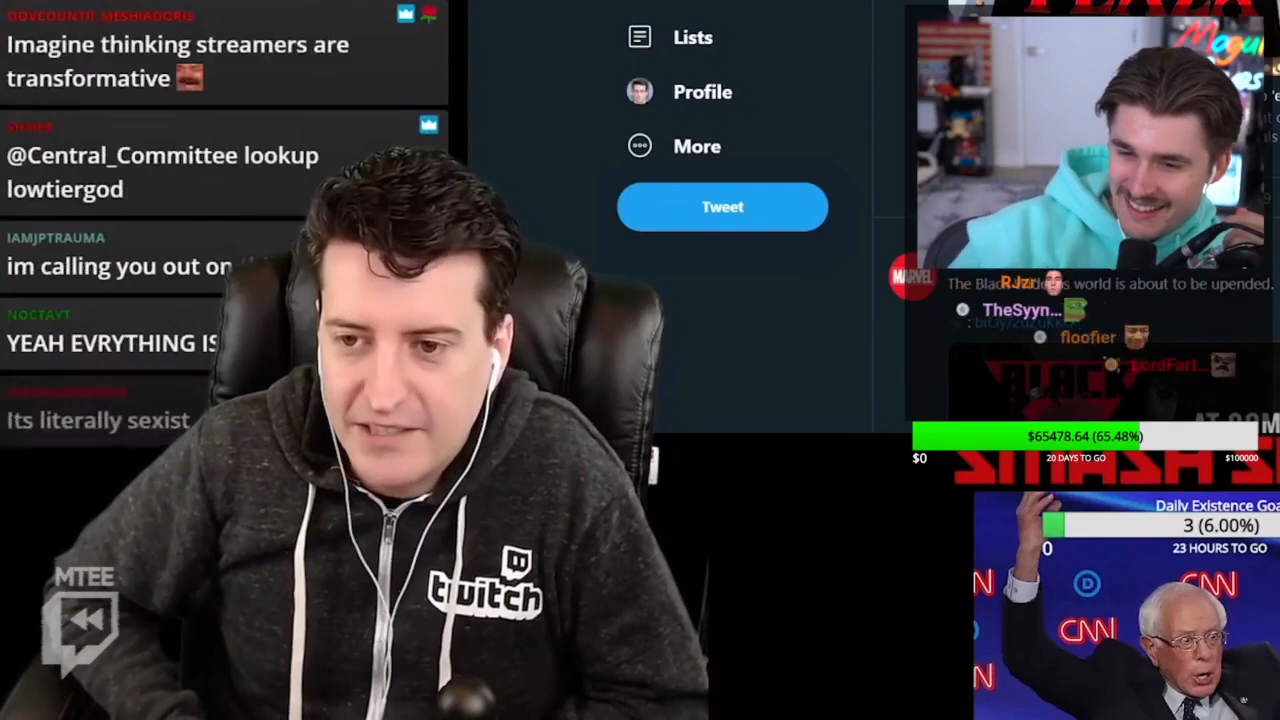 Imagine thinking streamers are
transformative
@Central_Committee lookup
lowtiergod
IAMJPTRAUMA
im calling you out on
NOCTAYT
YEAH EVRYTHING IS
Its literally sexist
Lists
Profile
More
Tweet
MARVEL
world is about to be upended.
RJzr
TheSyyn...
floofier
BLACK
$65478.64 (65.48%)
$0
20 DAYS TO GO
$100000
Daily Existence Goa
3 (6.00%)
0
23 HOURS TO GO
N
CNN
CNN
N
D
twitch
MTEE